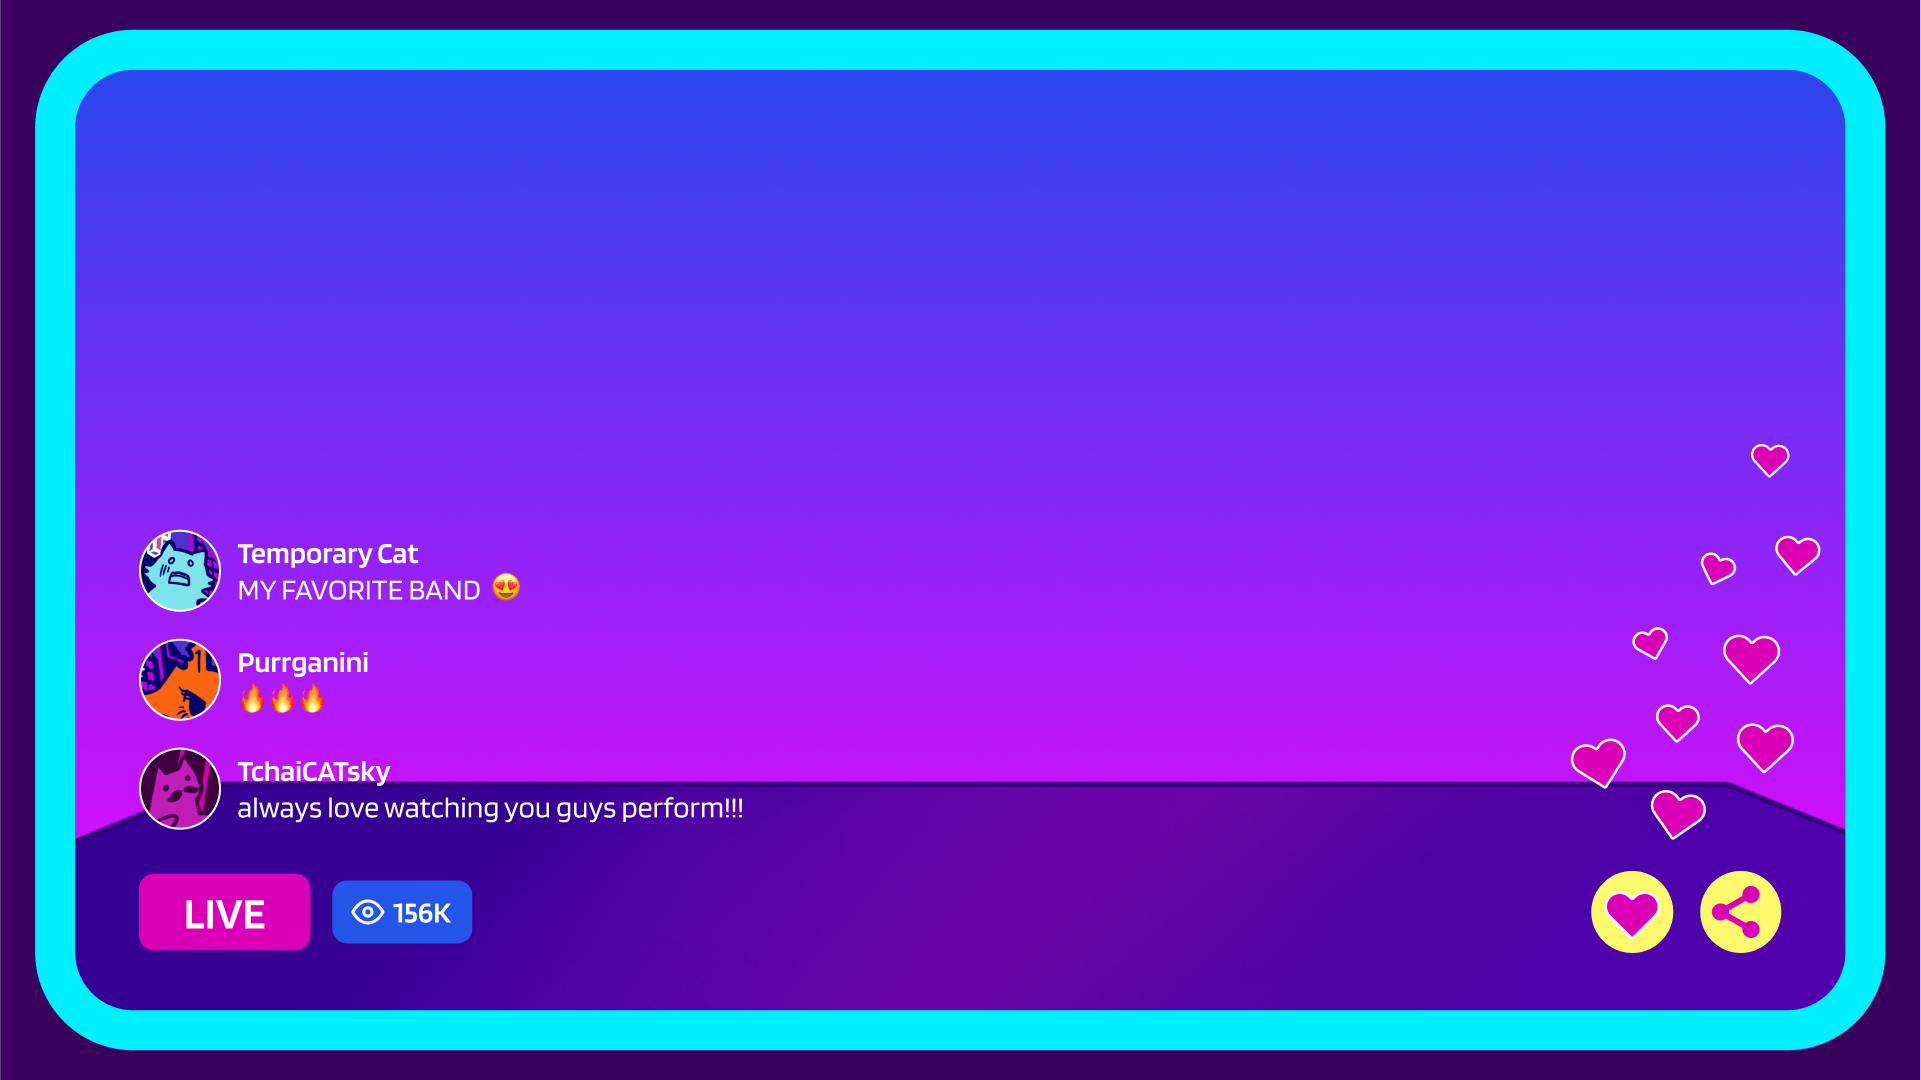 Temporary Cat
MY FAVORITE BAND 😍
Purrganini
🔥🔥🔥
TchaiCATsky
always love watching you guys perform!!!
LIVE
156K